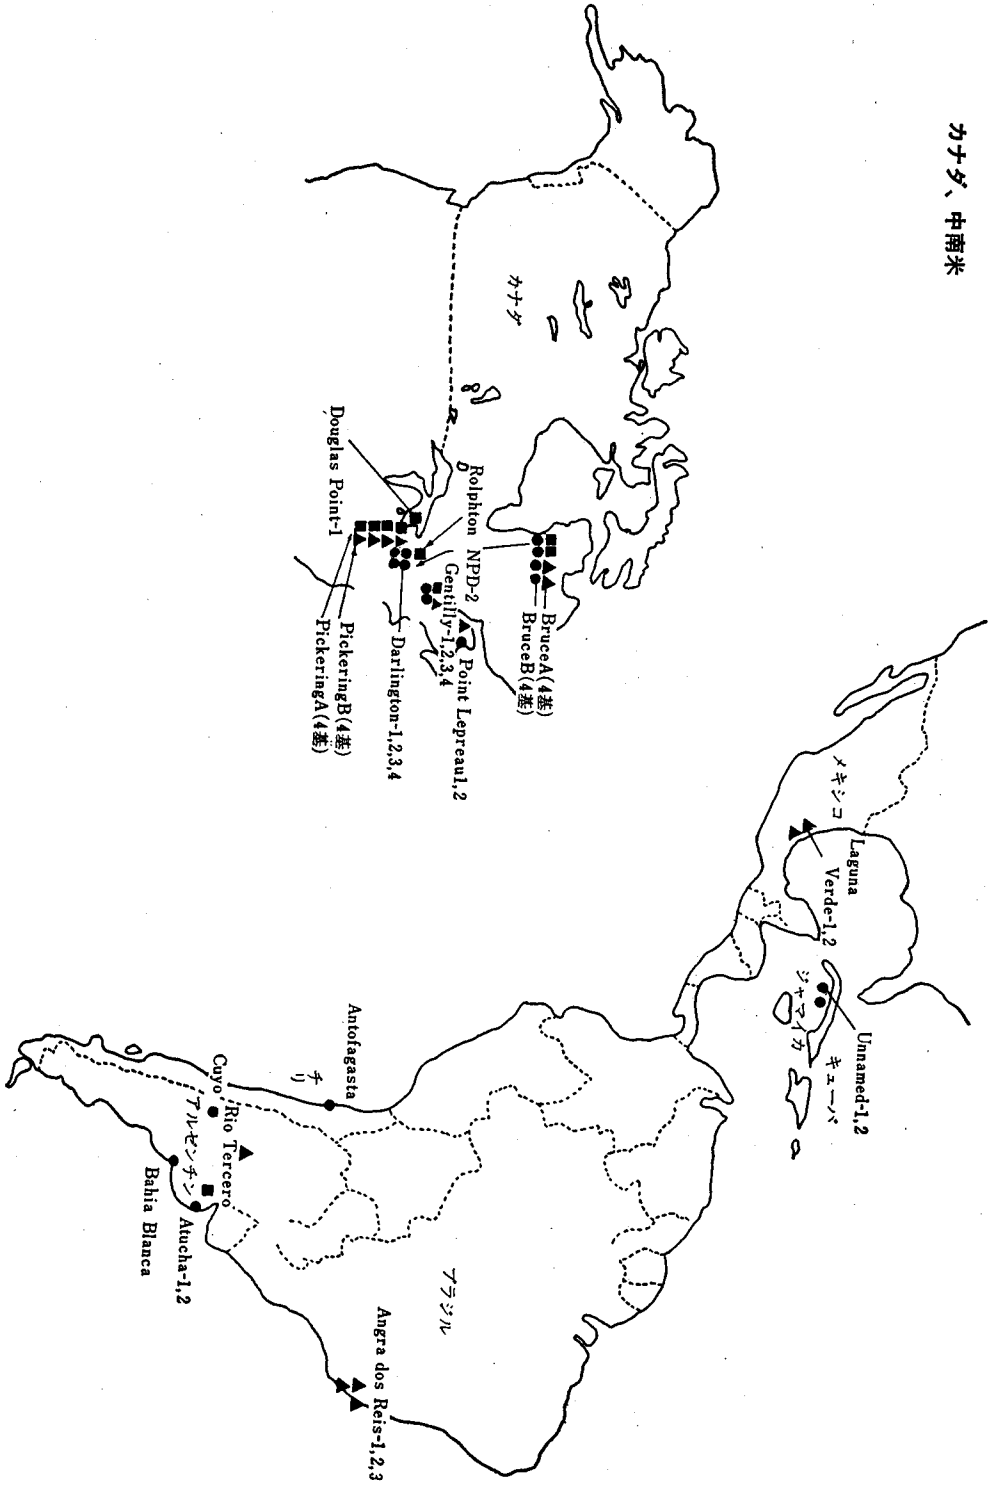 カナダ、中南米
カナダ
BruceA(4基)
BruceB(4基)
Rolphton NPD-2
Gentilly-1,2,3,4
Point Lepreau1,2
Darlington-1,2,3,4
Douglas Point-1
PickeringB(4基)
PickeringA(4基)
メキシコ
Laguna
Verde-1,2
Unnamed-1,2
キューバ
ジャマイカ
ブラジル
Angra dos Reis-1,2,3
Antofagasta
チリ
Rio Tercero
Cuyo
アルゼンチン
Atucha-1,2
Bahia Blanca